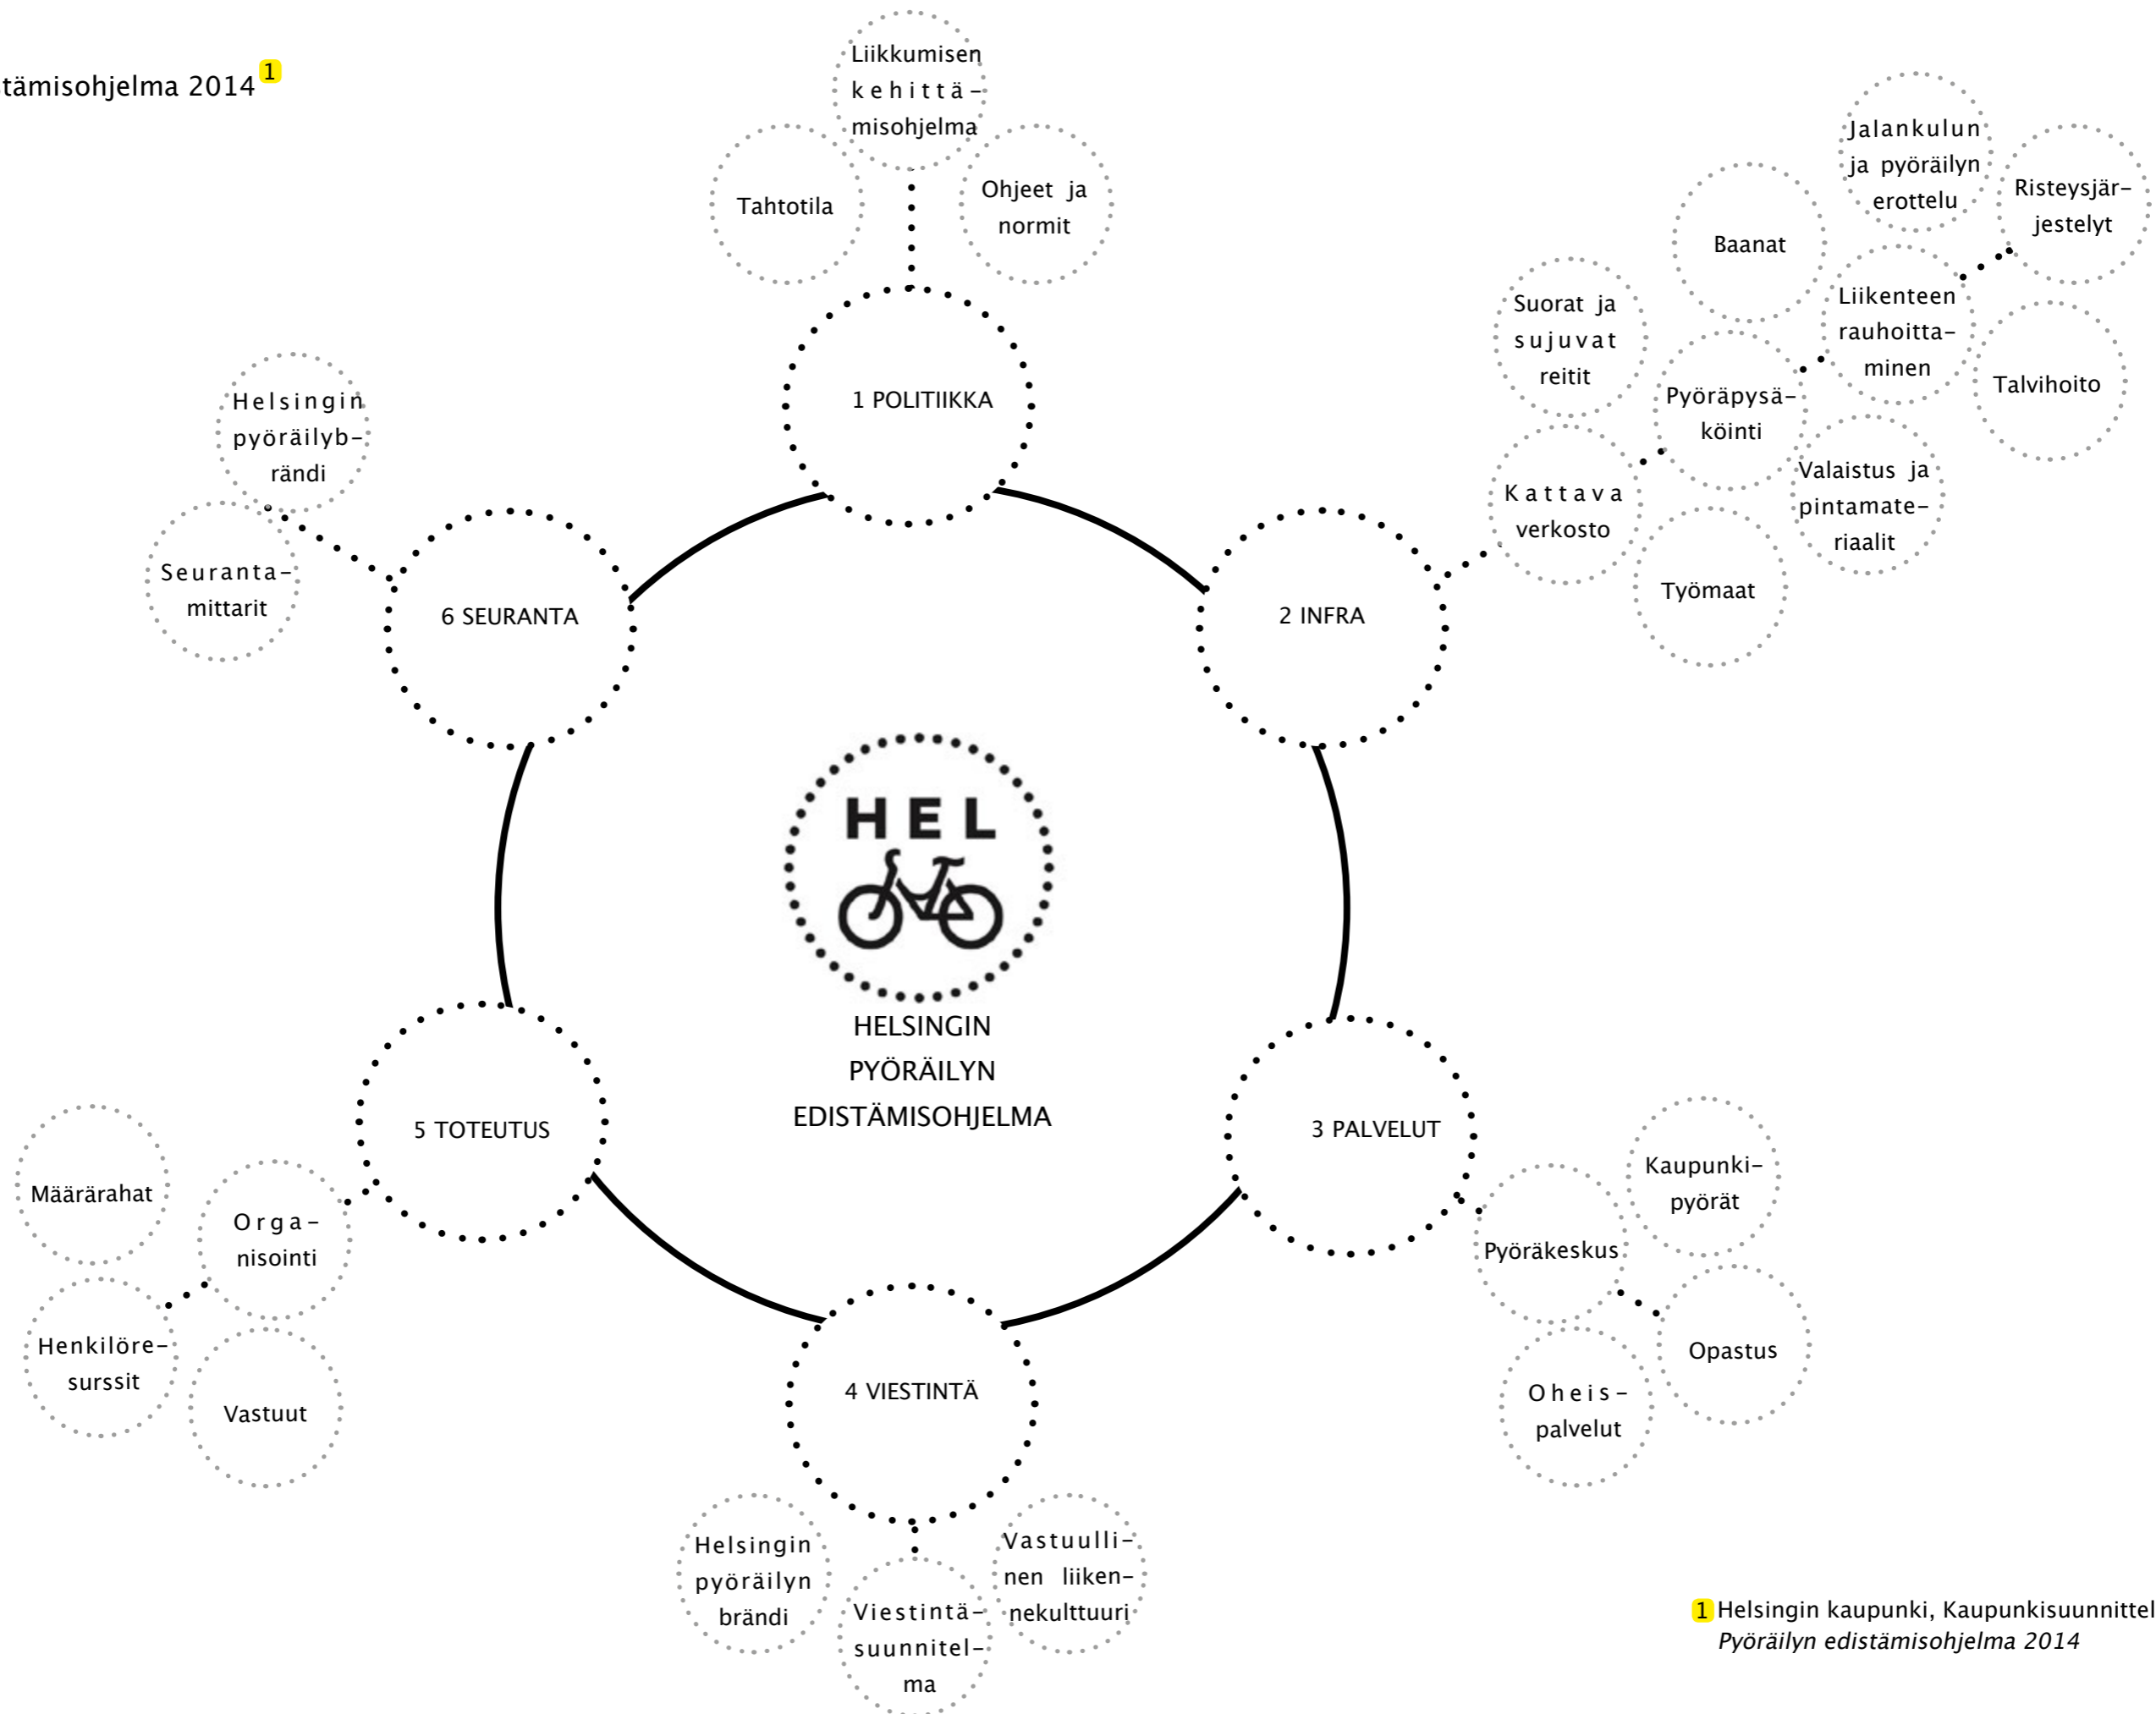 tämisohjelma 2014 1
Liikkumisen
kehittä-
misohjelma
Tahtotila
Ohjeet ja
normit
1 POLITIIKKA
Jalankulun
ja pyöräilyn
erottelu
Risteysjär-
jestelyt
Baanat
Liikenteen
rauhoitta-
minen
Talvihoito
Suorat ja
sujuvat
reitit
Pyöräpysä-
köinti
Valaistus ja
pintamate-
riaalit
Kattava
verkosto
Työmaat
2 INFRA
Helsingin
pyöräilyb-
rändi
Seuranta-
mittarit
6 SEURANTA
HEL
HELSINGIN
PYÖRÄILYN
EDISTÄMISOHJELMA
5 TOTEUTUS
Määrärahat
Orga-
nisointi
Henkilöre-
surssit
Vastuut
3 PALVELUT
Kaupunki-
pyörät
Pyöräkeskus
Opastus
Oheis-
palvelut
4 VIESTINTÄ
Helsingin
pyöräilyn
brändi
Viestintä-
suunnitel-
ma
Vastuulli-
nen liiken-
nekulttuuri
1 Helsingin kaupunki, Kaupunkisuunnittel
Pyöräilyn edistämisohjelma 2014